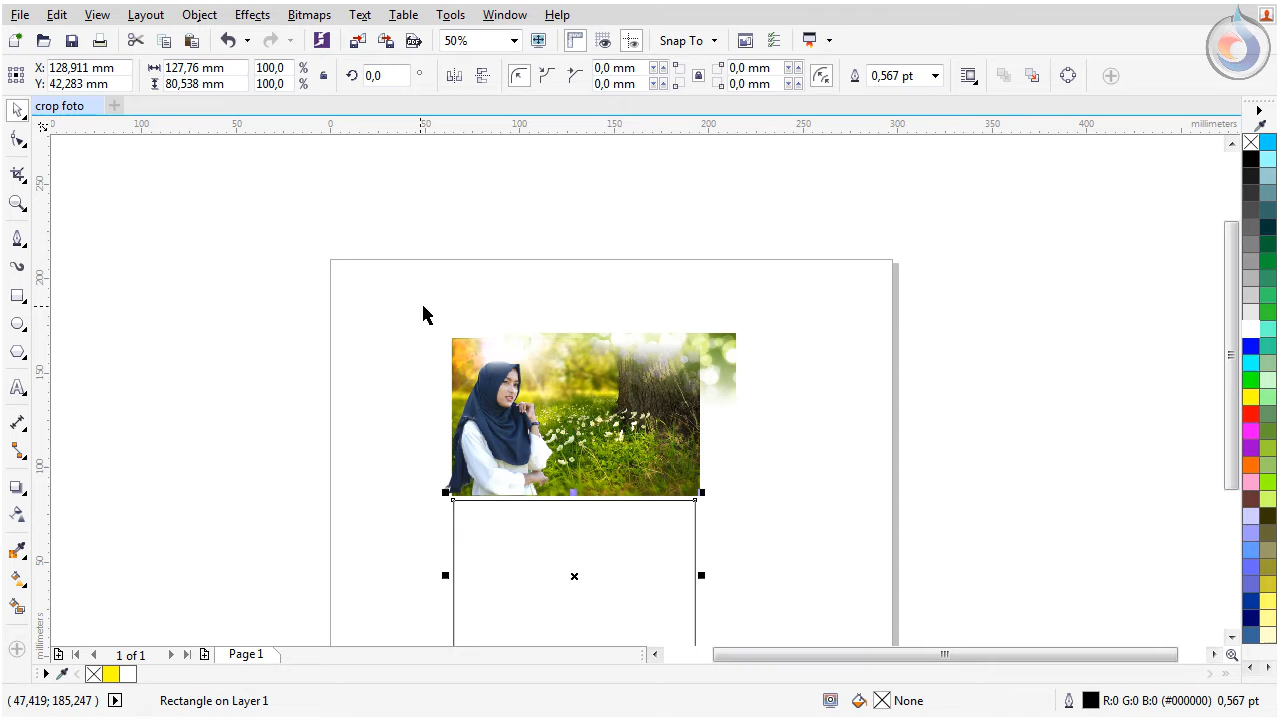 File Edit View Layout Object Effects Bitmaps Text Table Tools Window Help
50% Snap To
X: 128,911 mm 127,76 mm 100,0 % 0,0 ° 0,0 mm 0,0 mm 0,567 pt
Y: 42,283 mm 80,538 mm 100,0 % 0,0 mm 0,0 mm
crop foto
100 50 0 50 100 150 200 250 300 350 400 millimeters
250
200
150
100
50
millimeters
1 of 1 Page 1
( 47,419; 185,247 ) Rectangle on Layer 1 None R:0 G:0 B:0 (#000000) 0,567 pt